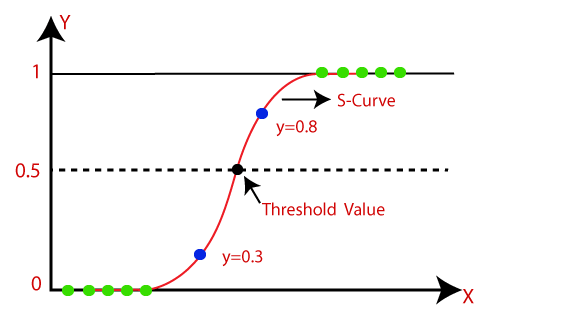 Y
1
S-Curve
y=0.8
0.5
Threshold Value
y=0.3
0
X